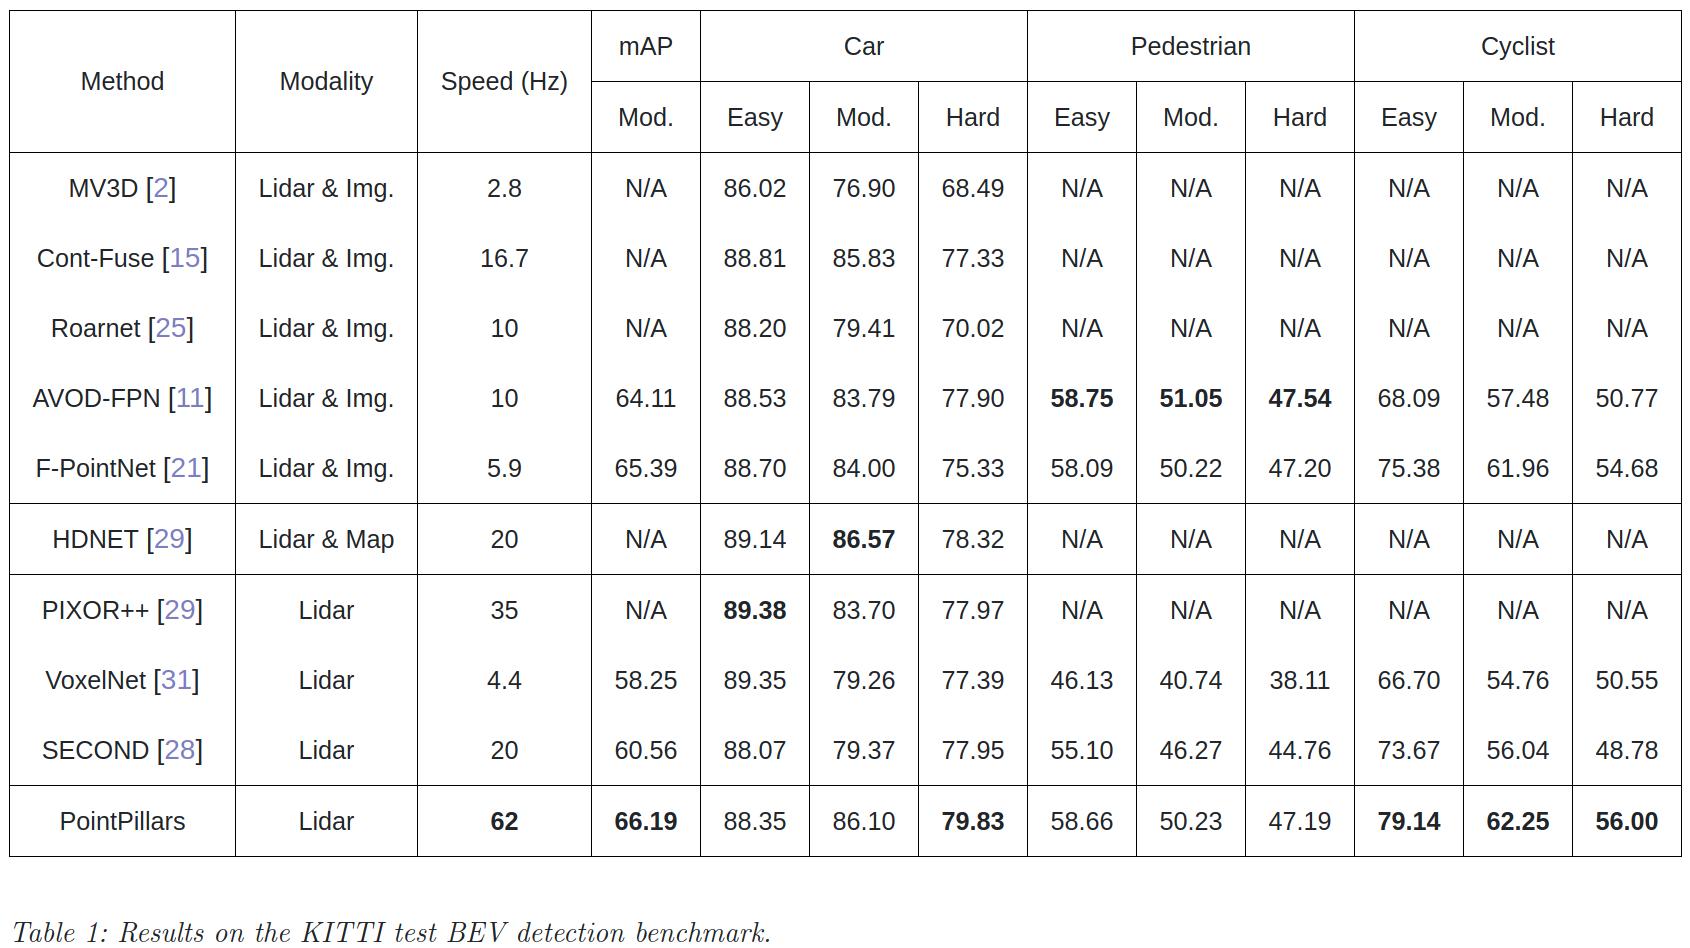 Method Modality Speed (Hz) mAP Car Pedestrian Cyclist
Mod. Easy Mod. Hard Easy Mod. Hard Easy Mod. Hard
MV3D [2] Lidar & Img. 2.8 N/A 86.02 76.90 68.49 N/A N/A N/A N/A N/A N/A
Cont-Fuse [15] Lidar & Img. 16.7 N/A 88.81 85.83 77.33 N/A N/A N/A N/A N/A N/A
Roarnet [25] Lidar & Img. 10 N/A 88.20 79.41 70.02 N/A N/A N/A N/A N/A N/A
AVOD-FPN [11] Lidar & Img. 10 64.11 88.53 83.79 77.90 58.75 51.05 47.54 68.09 57.48 50.77
F-PointNet [21] Lidar & Img. 5.9 65.39 88.70 84.00 75.33 58.09 50.22 47.20 75.38 61.96 54.68
HDNET [29] Lidar & Map 20 N/A 89.14 86.57 78.32 N/A N/A N/A N/A N/A N/A
PIXOR++ [29] Lidar 35 N/A 89.38 83.70 77.97 N/A N/A N/A N/A N/A N/A
VoxelNet [31] Lidar 4.4 58.25 89.35 79.26 77.39 46.13 40.74 38.11 66.70 54.76 50.55
SECOND [28] Lidar 20 60.56 88.07 79.37 77.95 55.10 46.27 44.76 73.67 56.04 48.78
PointPillars Lidar 62 66.19 88.35 86.10 79.83 58.66 50.23 47.19 79.14 62.25 56.00
Table 1: Results on the KITTI test BEV detection benchmark.